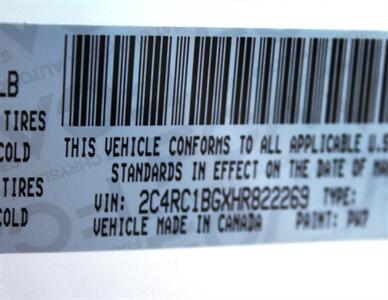 LB
TIRES
COLD
TIRES
COLD
THIS VEHICLE CONFORMS TO ALL APPLICABLE U.S
STANDARDS IN EFFECT ON THE DATE OF MAN
VIN: 2C4RC1BGXHR822269 TYPE:
VEHICLE MADE IN CANADA PAINT: PW7